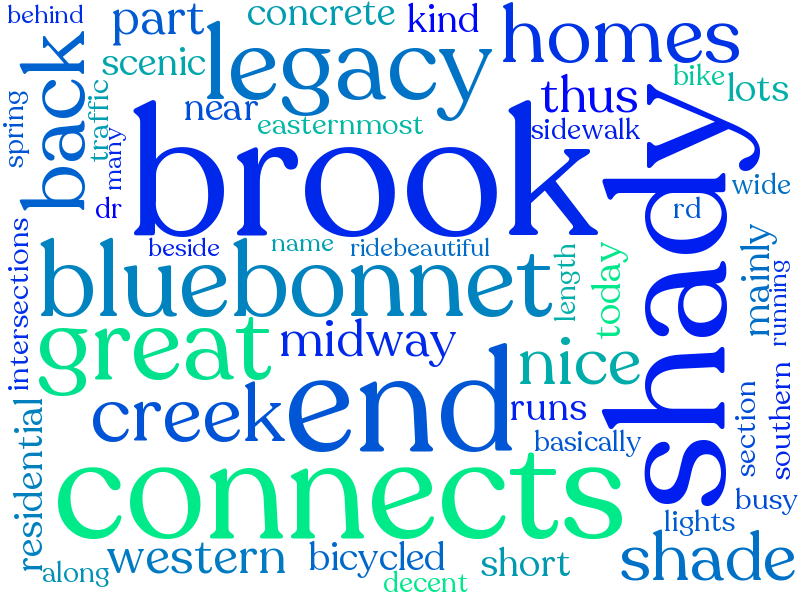 behind
part
concrete
kind
homes
back
scenic
legacy
bike
lots
spring
traffic
near
thus
many
easternmost
sidewalk
brook
shady
wide
dr
rd
beside
name
ridebeautiful
intersections
bluebonnet
length
today
mainly
running
great
midway
nice
creek
end
runs
residential
basically
section
southern
connects
busy
lights
western
bicycled
short
shade
along
decent